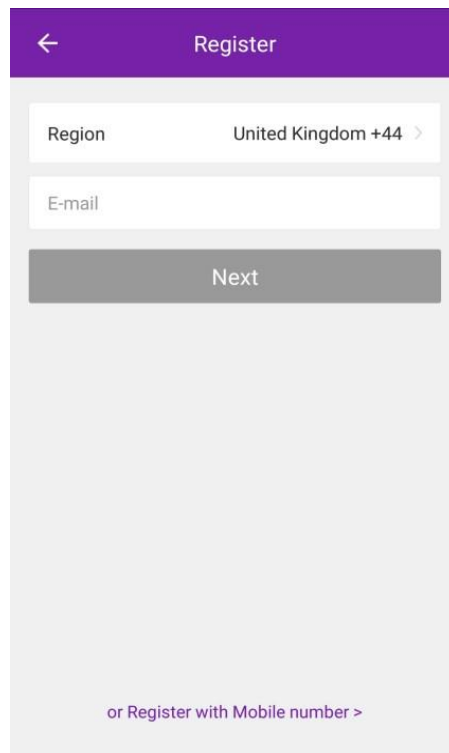 Register
Region United Kingdom +44 >
E-mail
Next
or Register with Mobile number >